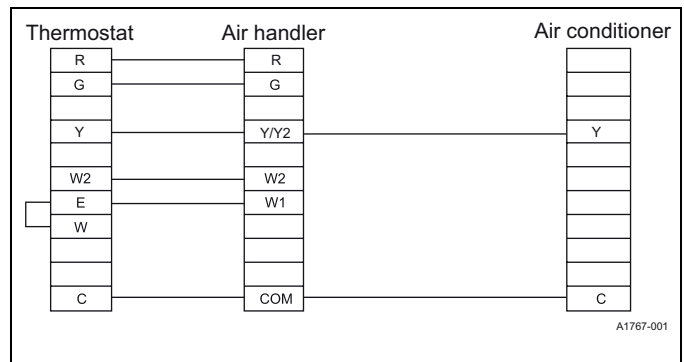 Thermostat Air handler Air conditioner
R R
G G
Y Y/Y2 Y
W2 W2
E W1
W
C COM C
A1767-001